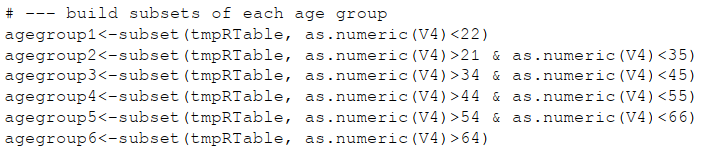 # --- build subsets of each age group
agegroup1<-subset(tmpRTable, as.numeric(V4)<22)
agegroup2<-subset(tmpRTable, as.numeric(V4)>21 & as.numeric(V4)<35)
agegroup3<-subset(tmpRTable, as.numeric(V4)>34 & as.numeric(V4)<45)
agegroup4<-subset(tmpRTable, as.numeric(V4)>44 & as.numeric(V4)<55)
agegroup5<-subset(tmpRTable, as.numeric(V4)>54 & as.numeric(V4)<66)
agegroup6<-subset(tmpRTable, as.numeric(V4)>64)